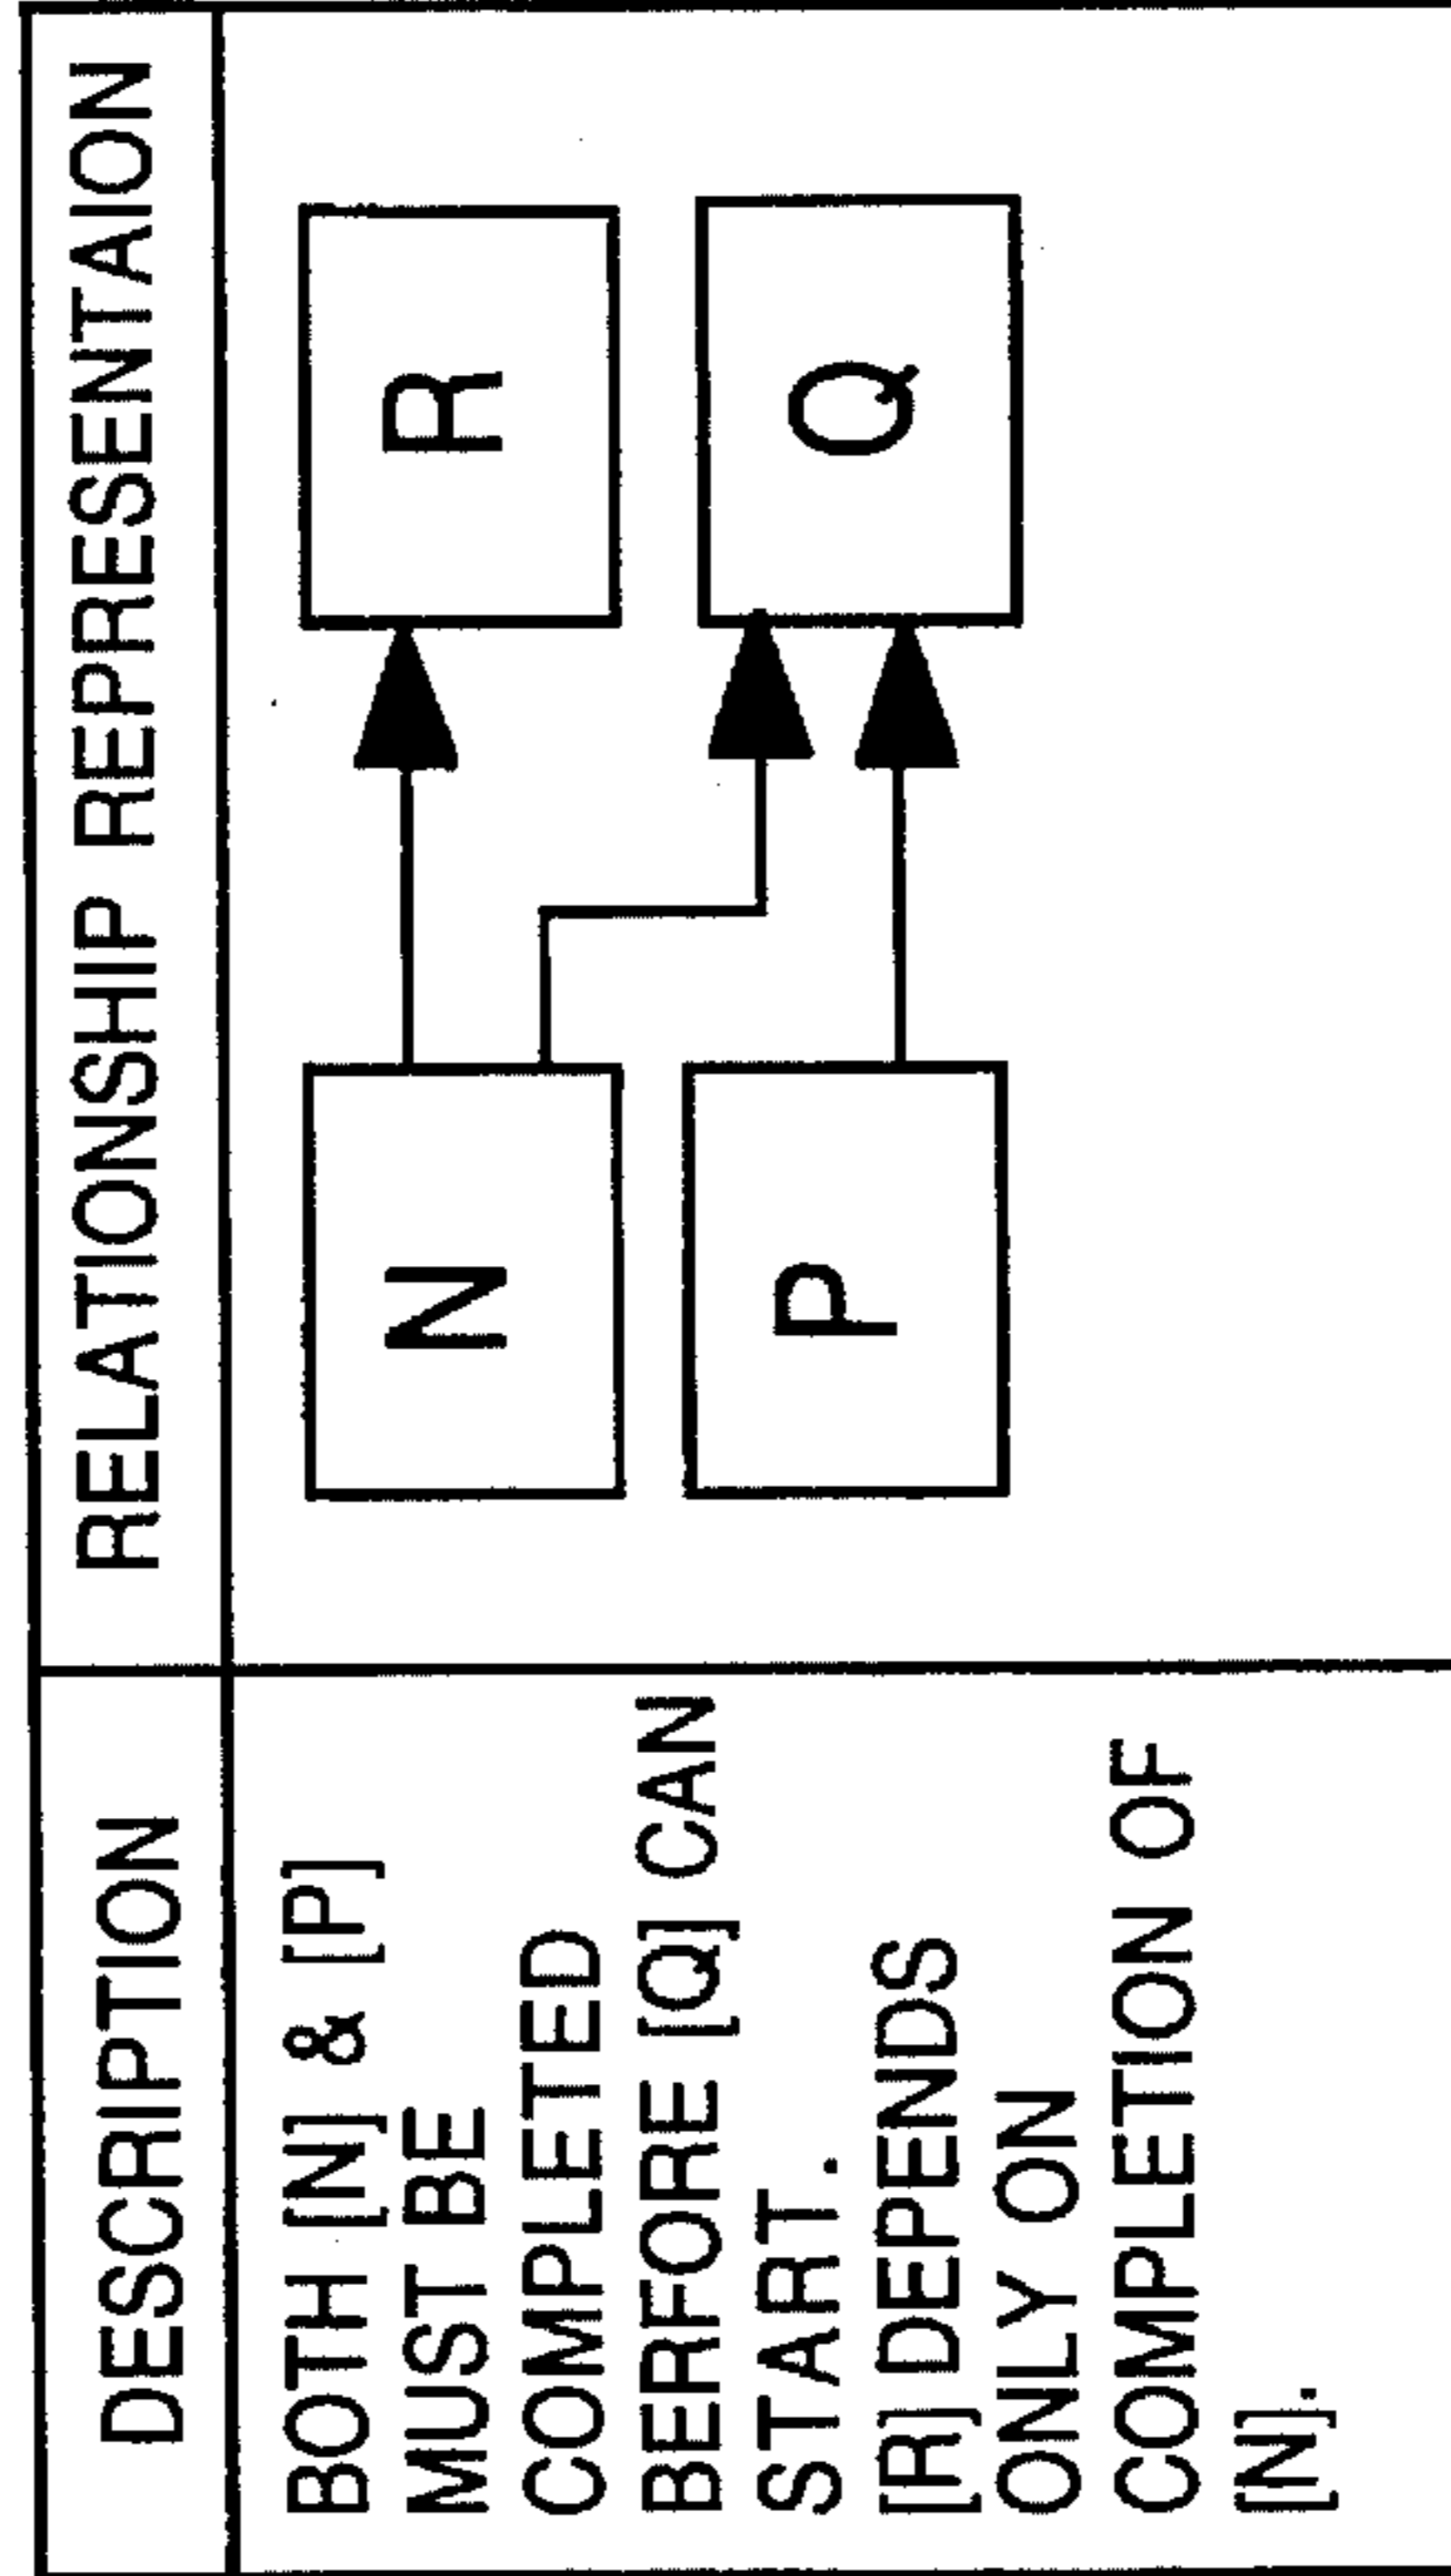 DESCRIPTION
RELATIONSHIP REPRESENTAION
BOTH [N] & [P]
MUST BE
COMPLETED
BERFORE [Q] CAN
START.
[R] DEPENDS
ONLY ON
COMPLETION OF
[N].
N
R
P
Q